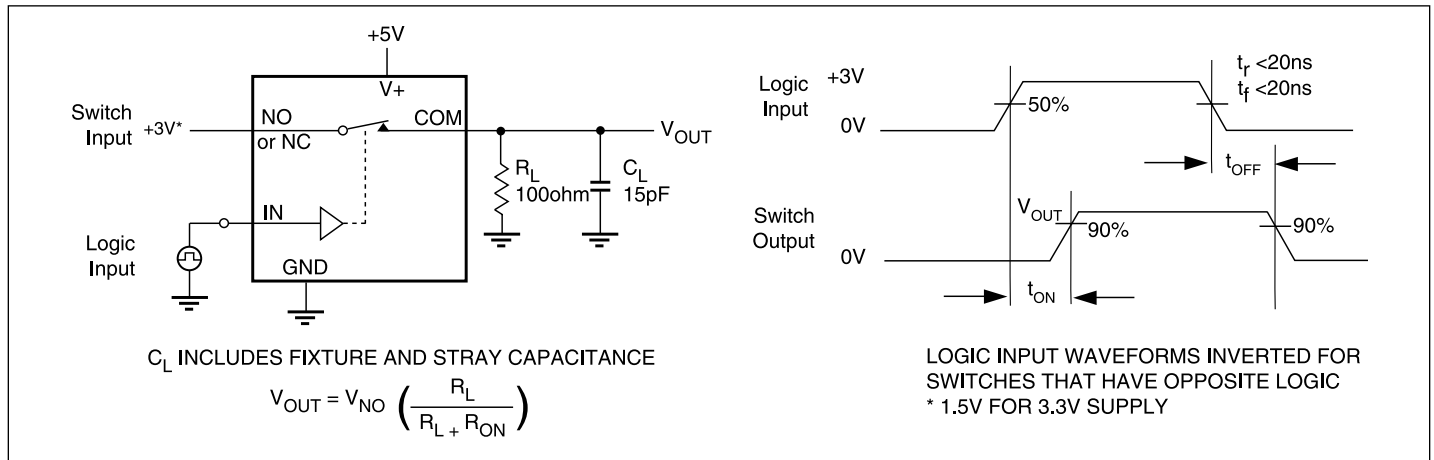 +5V
V+
Switch
Input
+3V*
NO
or NC
COM
VOUT
RL
100ohm
CL
15pF
IN
Logic
Input
GND
CL INCLUDES FIXTURE AND STRAY CAPACITANCE
VOUT = VNO ( RL / RL + RON )
Logic
Input
+3V
0V
50%
tr <20ns
tf <20ns
tOFF
Switch
Output
VOUT
0V
90%
90%
tON
LOGIC INPUT WAVEFORMS INVERTED FOR
SWITCHES THAT HAVE OPPOSITE LOGIC
* 1.5V FOR 3.3V SUPPLY